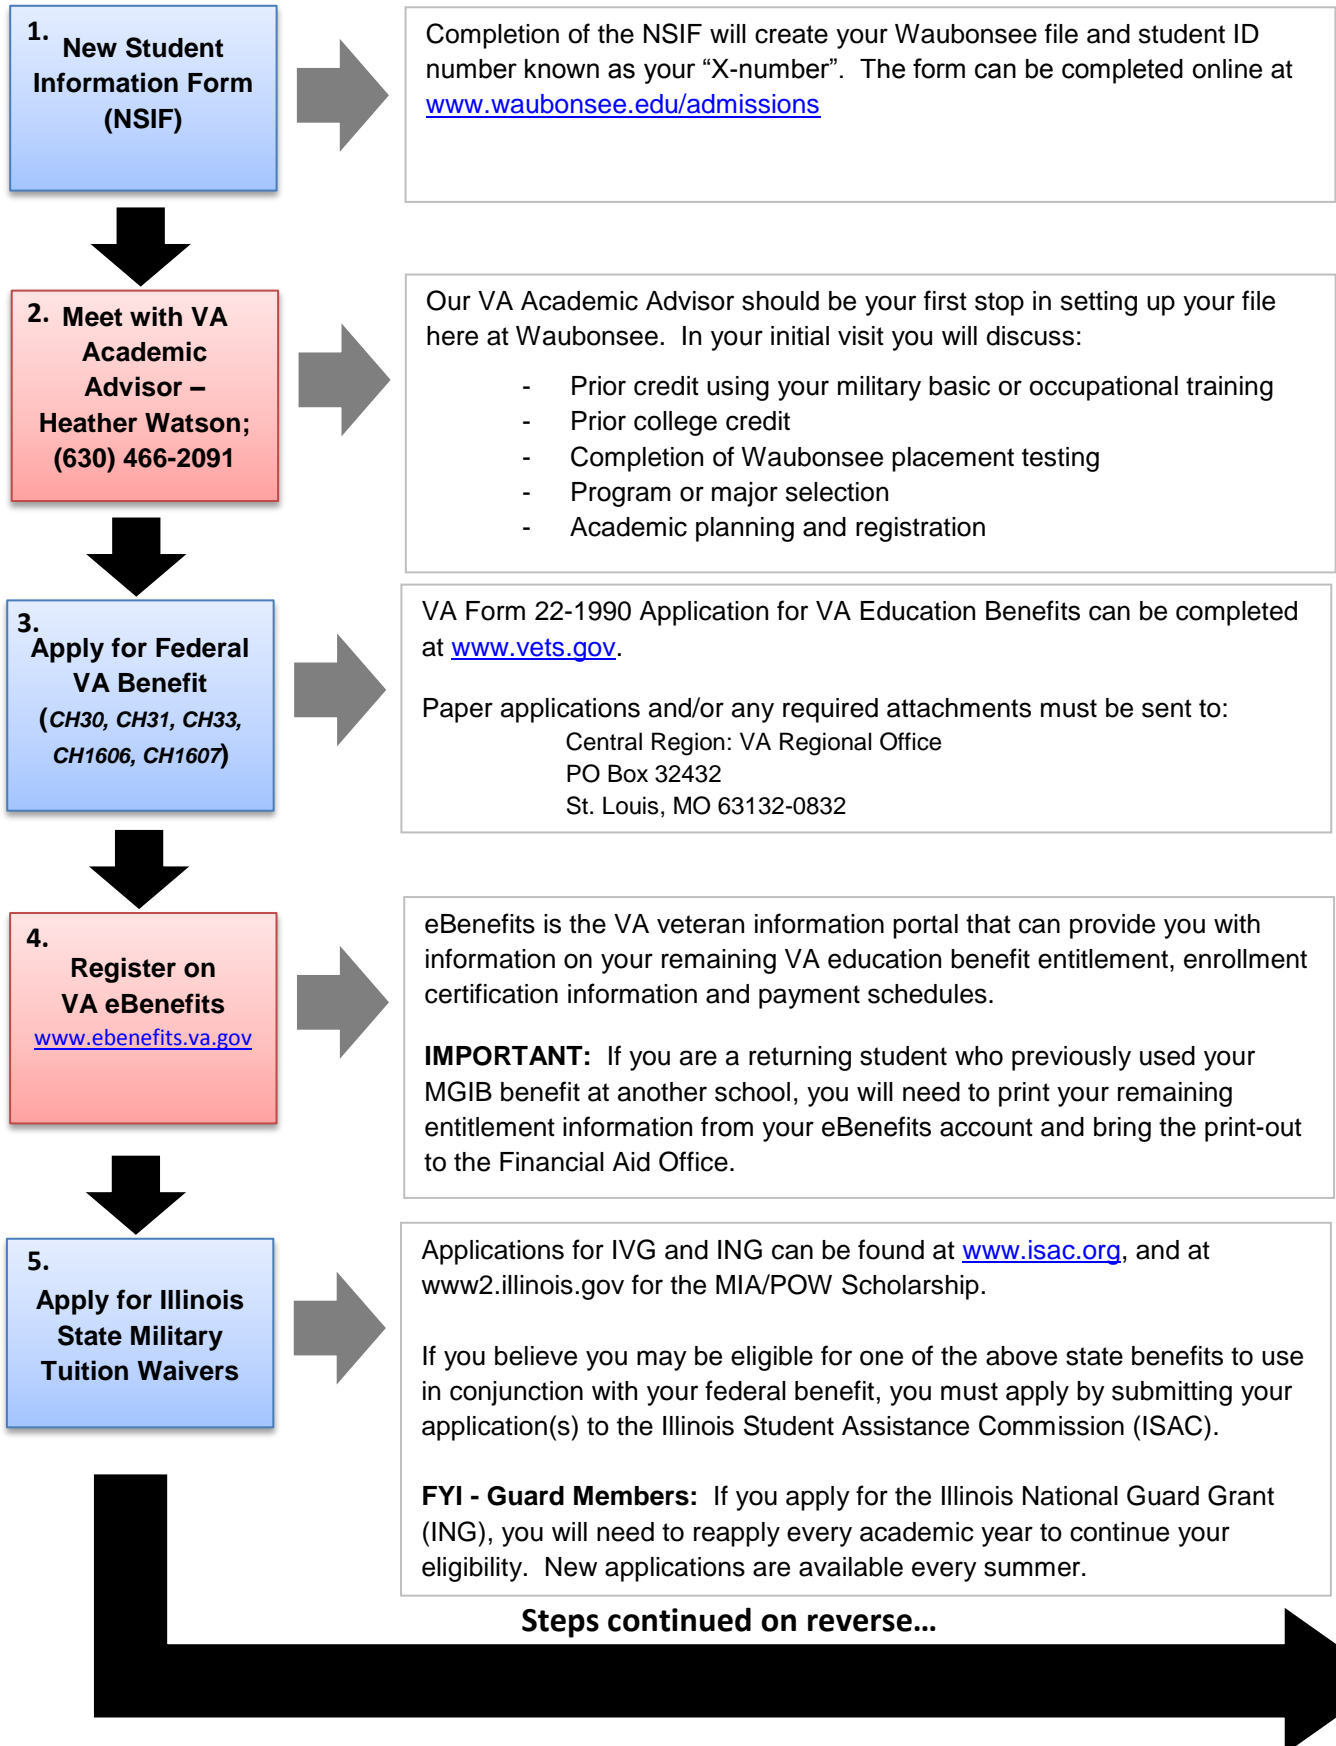 1.
New Student
Information Form
(NSIF)
Completion of the NSIF will create your Waubonsee file and student ID
number known as your “X-number”.  The form can be completed online at
www.waubonsee.edu/admissions
2. Meet with VA
Academic
Advisor –
Heather Watson;
(630) 466-2091
Our VA Academic Advisor should be your first stop in setting up your file
here at Waubonsee.  In your initial visit you will discuss:
- Prior credit using your military basic or occupational training
- Prior college credit
- Completion of Waubonsee placement testing
- Program or major selection
- Academic planning and registration
3.
Apply for Federal
VA Benefit
(CH30, CH31, CH33,
CH1606, CH1607)
VA Form 22-1990 Application for VA Education Benefits can be completed
at www.vets.gov.
Paper applications and/or any required attachments must be sent to:
Central Region: VA Regional Office
PO Box 32432
St. Louis, MO 63132-0832
4.
Register on
VA eBenefits
www.ebenefits.va.gov
eBenefits is the VA veteran information portal that can provide you with
information on your remaining VA education benefit entitlement, enrollment
certification information and payment schedules.
IMPORTANT:  If you are a returning student who previously used your
MGIB benefit at another school, you will need to print your remaining
entitlement information from your eBenefits account and bring the print-out
to the Financial Aid Office.
5.
Apply for Illinois
State Military
Tuition Waivers
Applications for IVG and ING can be found at www.isac.org, and at
www2.illinois.gov for the MIA/POW Scholarship.
If you believe you may be eligible for one of the above state benefits to use
in conjunction with your federal benefit, you must apply by submitting your
application(s) to the Illinois Student Assistance Commission (ISAC).
FYI - Guard Members:  If you apply for the Illinois National Guard Grant
(ING), you will need to reapply every academic year to continue your
eligibility.  New applications are available every summer.
Steps continued on reverse…